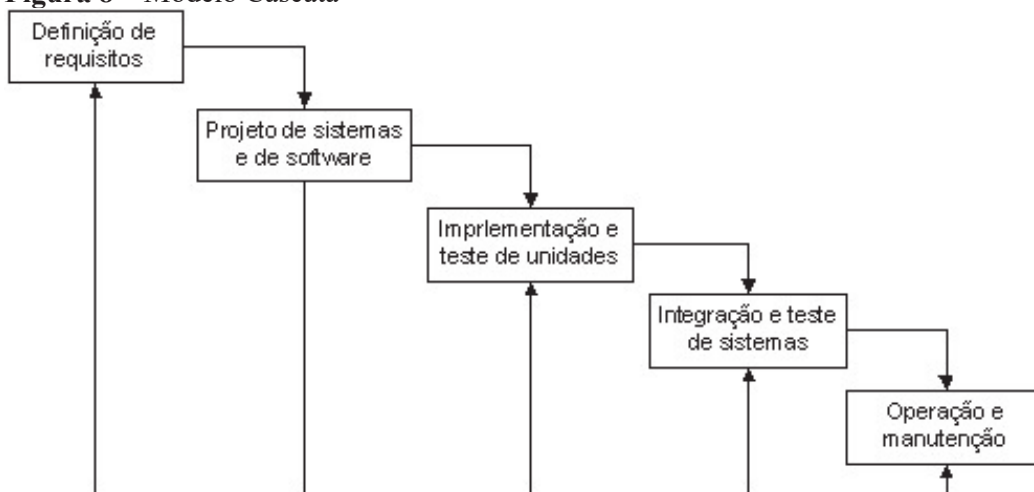 Figura 8 – Modelo Cascata
Definição de
requisitos
Projeto de sistemas
e de software
Imprlementação e
teste de unidades
Integração e teste
de sistemas
Operação e
manutenção